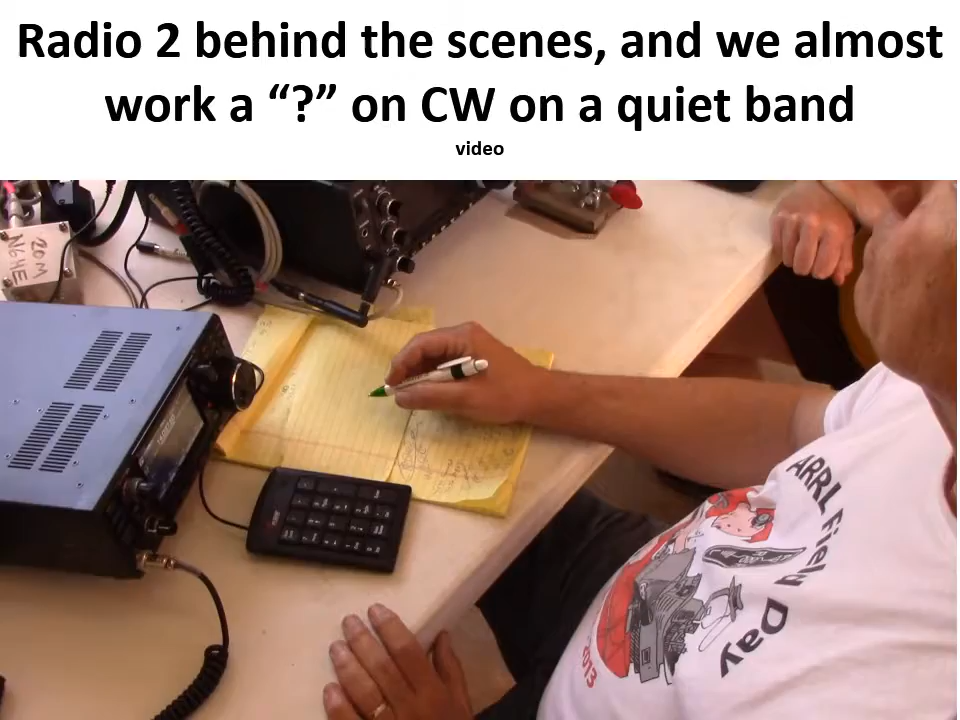 Radio 2 behind the scenes, and we almost
work a “?” on CW on a quiet band
video
20M
N6HE
ARRL Field Day
2013